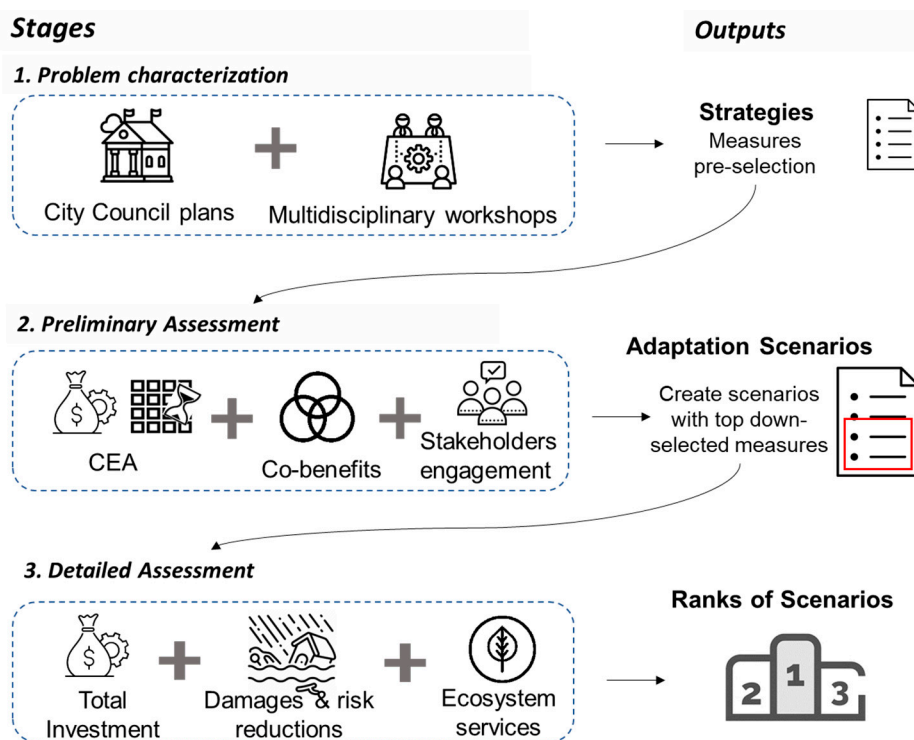 Stages
Outputs
1. Problem characterization
City Council plans
Multidisciplinary workshops
Strategies
Measures
pre-selection
2. Preliminary Assessment
$
CEA
Co-benefits
Stakeholders
engagement
Adaptation Scenarios
Create scenarios
with top down-
selected measures
3. Detailed Assessment
$
Total
Investment
Damages & risk
reductions
Ecosystem
services
Ranks of Scenarios
2 1 3